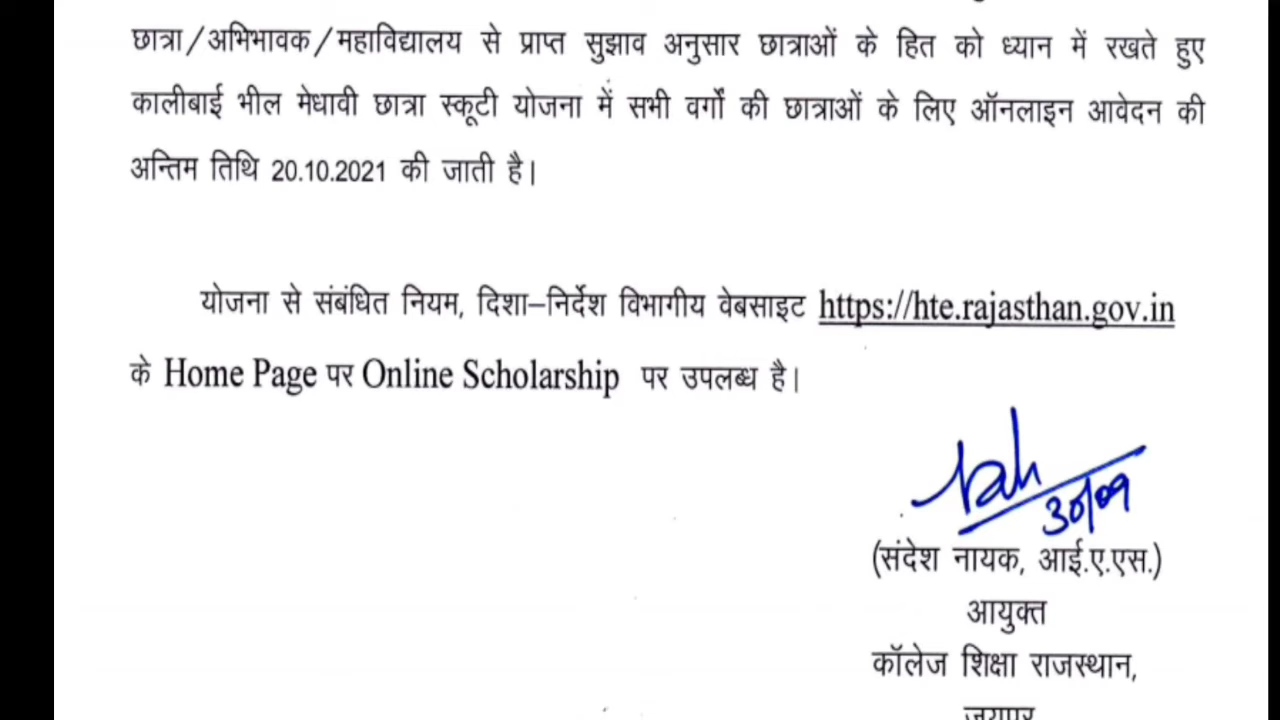 छात्रा/अभिभावक/महाविद्यालय से प्राप्त सुझाव अनुसार छात्राओं के हित को ध्यान में रखते हुए
कालीबाई भील मेधावी छात्रा स्कूटी योजना में सभी वर्गों की छात्राओं के लिए ऑनलाइन आवेदन की
अन्तिम तिथि 20.10.2021 की जाती है।
योजना से संबंधित नियम, दिशा–निर्देश विभागीय वेबसाइट https://hte.rajasthan.gov.in
के Home Page पर Online Scholarship पर उपलब्ध है।
30/09
(संदेश नायक, आई.ए.एस.)
आयुक्त
कॉलेज शिक्षा राजस्थान,
जयपुर